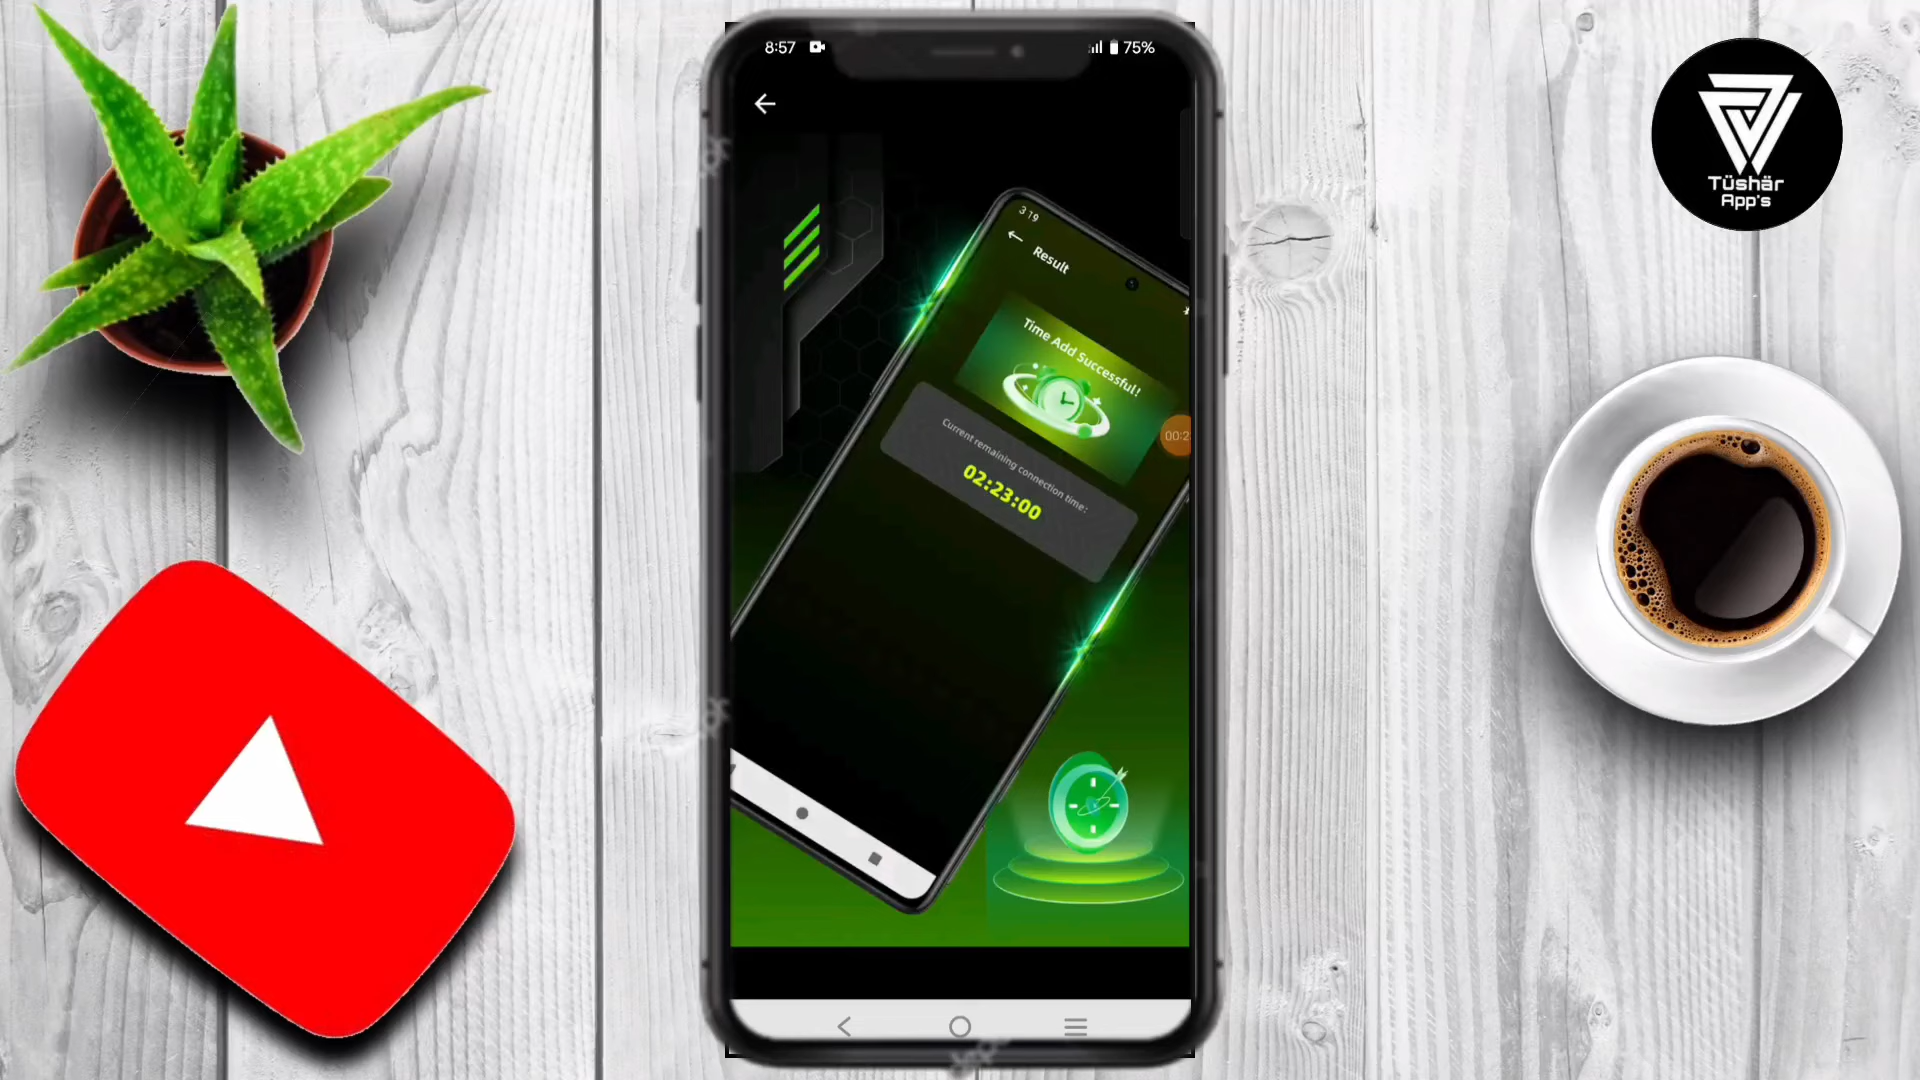 8:57
75%
3:19
Result
Time Add Successful!
Current remaining connection time:
02:23:00
00:2
Tüshär
App's